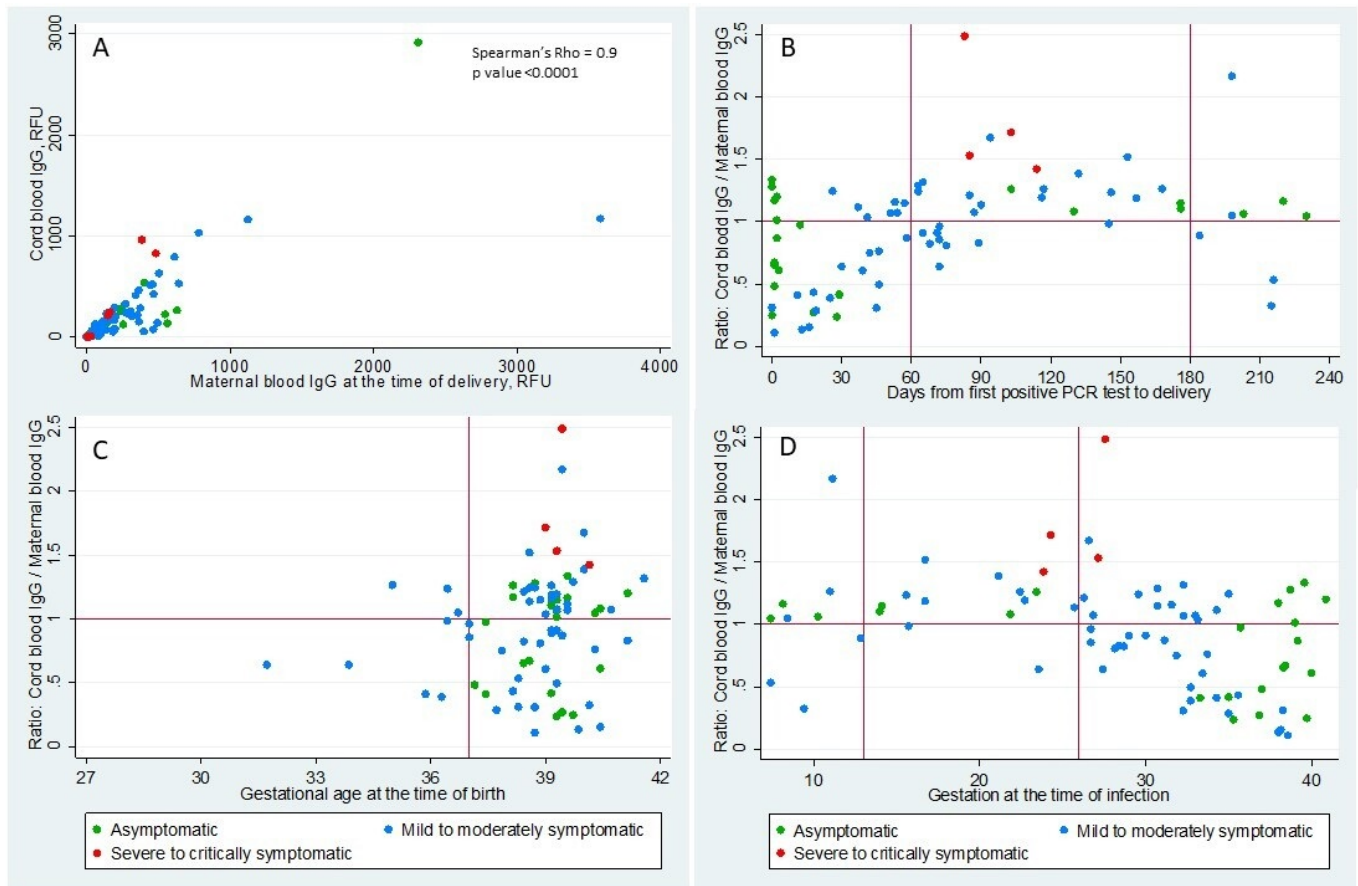 A
Spearman's Rho = 0.9
p value <0.0001
Cord blood IgG, RFU
3000
2000
1000
0
0
1000
2000
3000
4000
Maternal blood IgG at the time of delivery, RFU
B
Ratio: Cord blood IgG / Maternal blood IgG
2.5
2
1.5
1
.5
0
0
30
60
90
120
150
180
210
240
Days from first positive PCR test to delivery
C
Ratio: Cord blood IgG / Maternal blood IgG
2.5
2
1.5
1
.5
0
27
30
33
36
39
42
Gestational age at the time of birth
Asymptomatic
Mild to moderately symptomatic
Severe to critically symptomatic
D
Ratio: Cord blood IgG / Maternal blood IgG
2.5
2
1.5
1
.5
0
10
20
30
40
Gestation at the time of infection
Asymptomatic
Mild to moderately symptomatic
Severe to critically symptomatic